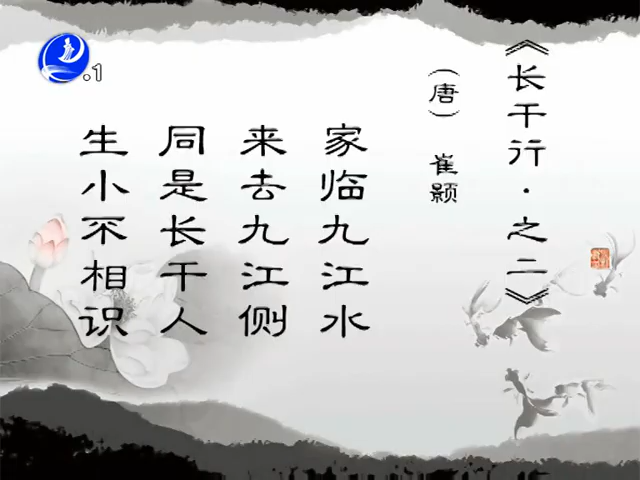 《长干行·之二》
(唐) 崔颢
家临九江水
来去九江侧
同是长干人
生小不相识
.1